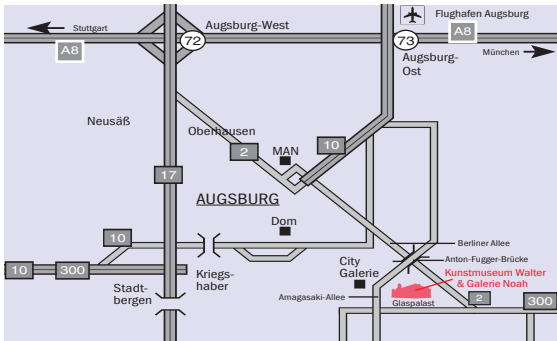 Stuttgart
A8
Augsburg-West
72
Flughafen Augsburg
A8
73
Augsburg-
Ost
München
Neusäß
Oberhausen
2
MAN
10
17
AUGSBURG
Dom
10
10
300
Stadt-
bergen
Kriegs-
haber
City
Galerie
Berliner Allee
Anton-Fugger-Brücke
Kunstmuseum Walter
& Galerie Noah
Amagasaki-Allee
Glaspalast
2
300